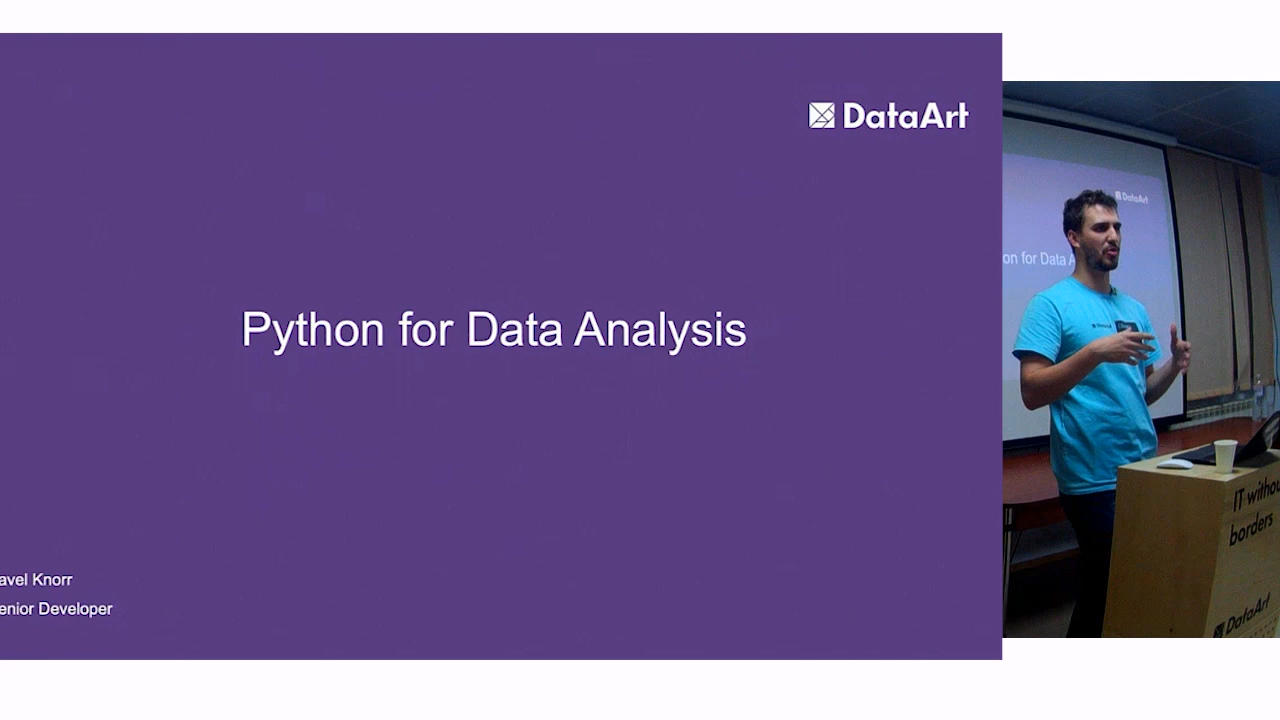 DataArt
Python for Data Analysis
avel Knorr
enior Developer
DataArt
on for Data A
IT withou
borders
DataArt